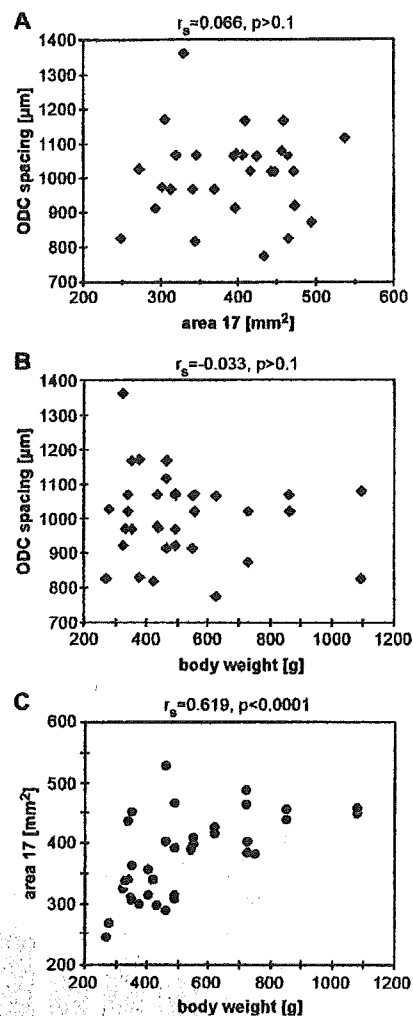 A
r_s=0.066, p>0.1
1400
1300
1200
1100
1000
900
800
700
ODC spacing [µm]
200 300 400 500 600
area 17 [mm²]
B
r_s=-0.033, p>0.1
1400
1300
1200
1100
1000
900
800
700
ODC spacing [µm]
200 400 600 800 1000 1200
body weight [g]
C
r_s=0.619, p<0.0001
600
500
400
300
200
area 17 [mm²]
200 400 600 800 1000 1200
body weight [g]